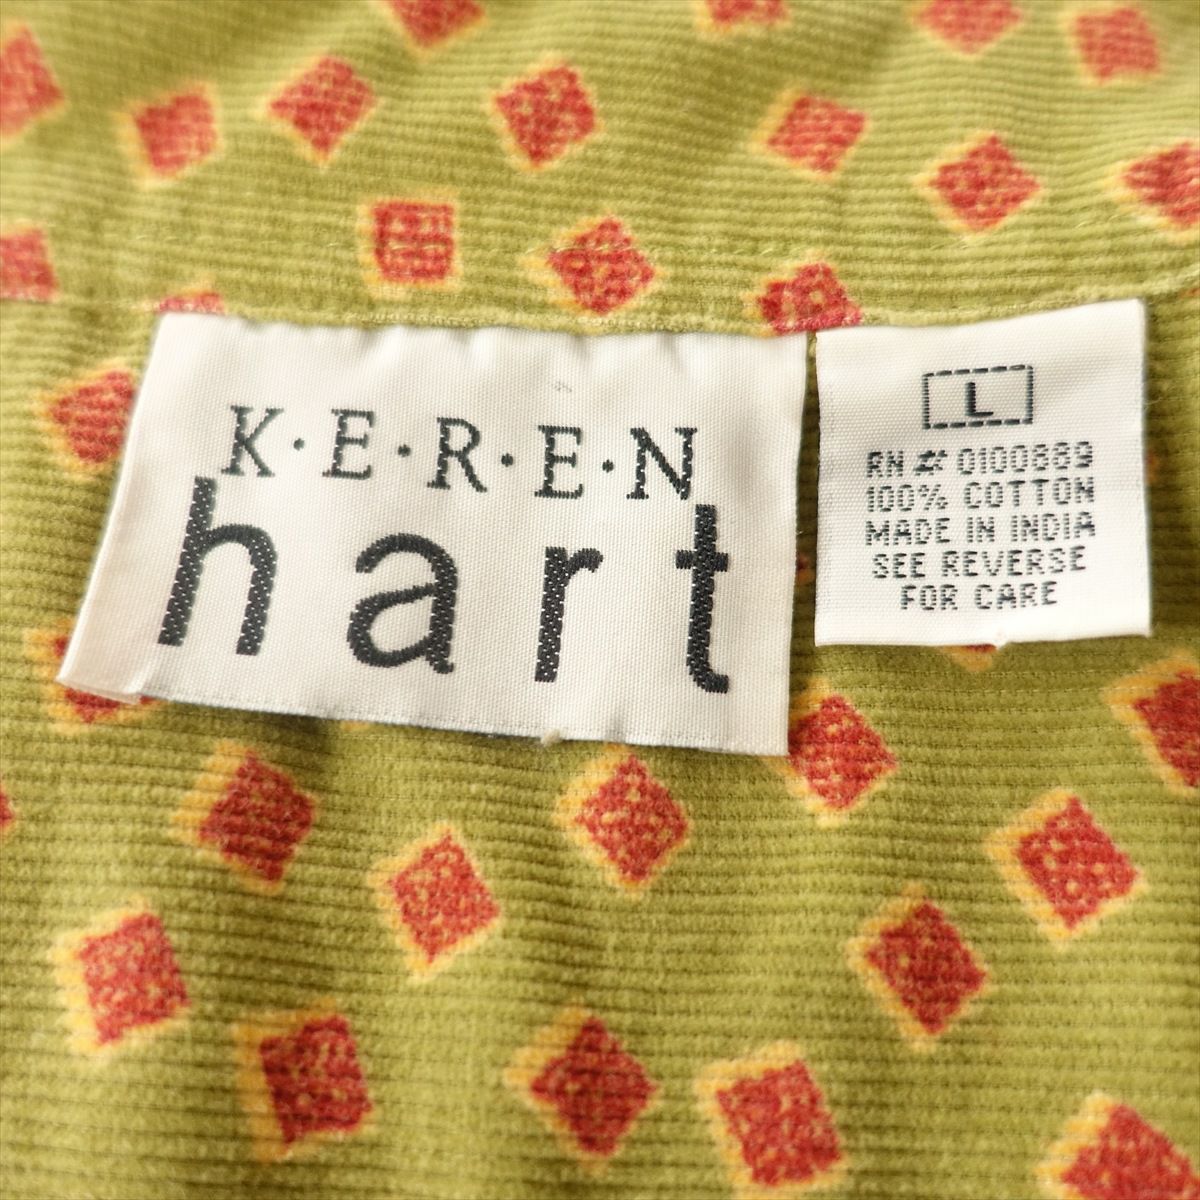 K·E·R·E·N
hart
L
RN # 0100889
100% COTTON
MADE IN INDIA
SEE REVERSE
FOR CARE